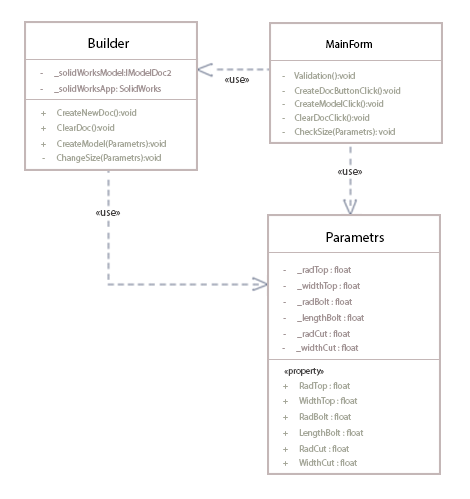 Builder
- _solidWorksModel:IModelDoc2
- _solidWorksApp: SolidWorks
+ CreateNewDoc():void
+ ClearDoc():void
+ CreateModel(Parametrs):void
- ChangeSize(Parametrs):void
«use»
MainForm
- Validation():void
- CreateDocButtonClick():void
- CreateModelClick():void
- ClearDocClick():void
- CheckSize(Parametrs): void
«use»
«use»
Parametrs
- _radTop : float
- _widthTop : float
- _radBolt : float
- _lengthBolt : float
- _radCut : float
- _widthCut : float
«property»
+ RadTop : float
+ WidthTop : float
+ RadBolt : float
+ LengthBolt : float
+ RadCut : float
+ WidthCut : float